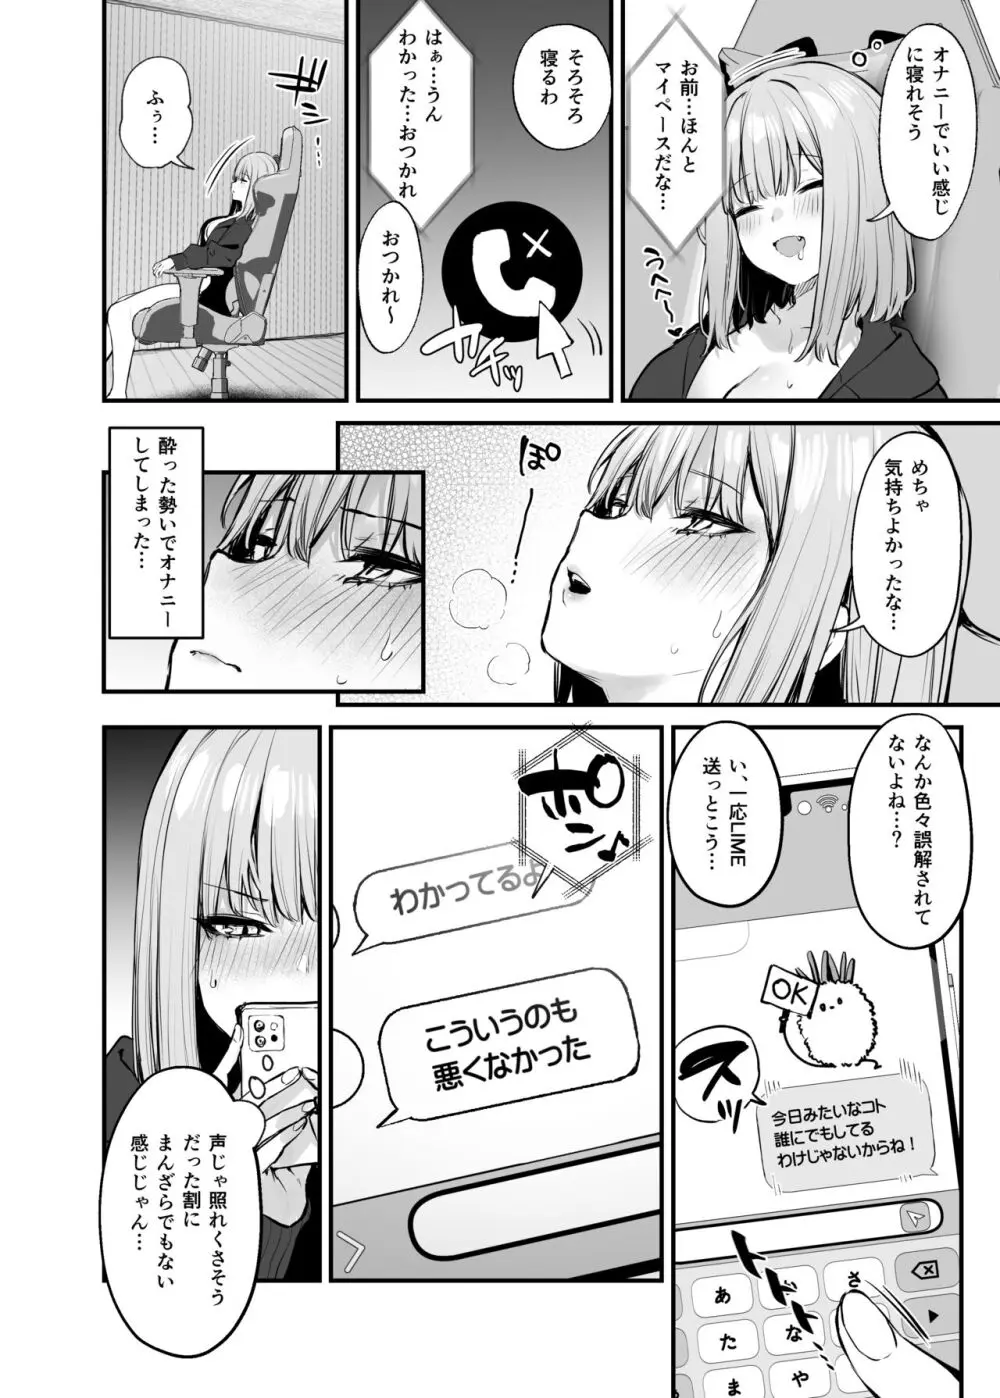 オナニーでいい感じ
に寝れそう
お前…ほんと
マイペースだな…
うへへ～
そろそろ
寝るわ
はぁ…うん
わかった…おつかれ
おつかれ～
カチッ
ふぅ…
めちゃ
気持ちよかったな…
ぽー…
酔った勢いでオナニー
してしまった…
なんか色々誤解されて
ないよね…？
い、一応LIME
送っとこう…
OK
スッ
今日みたいなコト
誰にでもしてる
わけじゃないからね！
トトト
あ
さ
た
な
ま
や
ポン♪
わかってるよ
こういうのも
悪くなかった
声じゃ照れくさそう
だった割に
まんざらでもない
感じじゃん…